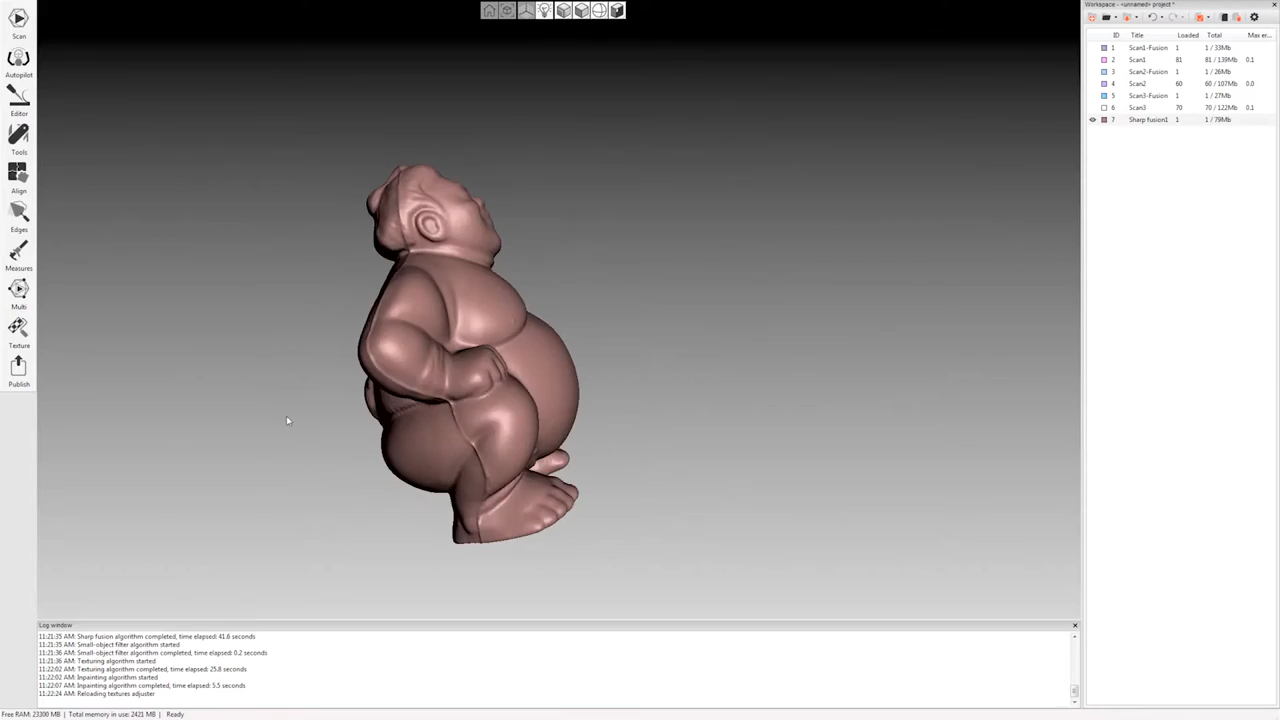 Workspace - <unnamed> project *
Scan
Autopilot
Editor
Tools
Align
Edges
Measures
Multi
Texture
Publish
ID Title Loaded Total Max er...
1 Scan1-Fusion 1 1 / 33Mb
2 Scan1 81 81 / 139Mb 0.1
3 Scan2-Fusion 1 1 / 26Mb
4 Scan2 60 60 / 107Mb 0.0
5 Scan3-Fusion 1 1 / 27Mb
6 Scan3 70 70 / 122Mb 0.1
7 Sharp fusion1 1 1 / 79Mb
Log window
11:21:35 AM: Sharp fusion algorithm completed, time elapsed: 41.6 seconds
11:21:35 AM: Small-object filter algorithm started
11:21:36 AM: Small-object filter algorithm completed, time elapsed: 0.2 seconds
11:21:36 AM: Texturing algorithm started
11:22:02 AM: Texturing algorithm completed, time elapsed: 25.8 seconds
11:22:02 AM: Inpainting algorithm started
11:22:07 AM: Inpainting algorithm completed, time elapsed: 5.5 seconds
11:22:24 AM: Reloading textures adjuster
Free RAM: 23300 MB | Total memory in use: 2421 MB | Ready